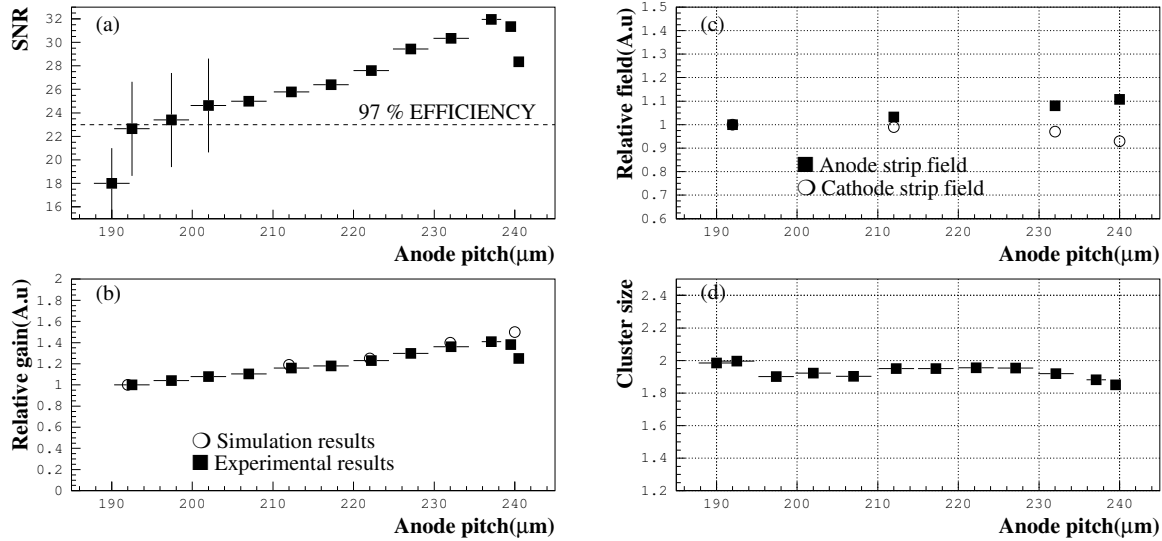 (a)
SNR
32
30
28
26
24
22
20
18
16
97 % EFFICIENCY
190 200 210 220 230 240
Anode pitch(μm)
(c)
Relative field(A.u)
1.5
1.4
1.3
1.2
1.1
1
0.9
0.8
0.7
0.6
Anode strip field
Cathode strip field
190 200 210 220 230 240
Anode pitch(μm)
(b)
Relative gain(A.u)
2
1.8
1.6
1.4
1.2
1
0.8
0.6
0.4
0.2
0
Simulation results
Experimental results
190 200 210 220 230 240
Anode pitch(μm)
(d)
Cluster size
2.4
2.2
2
1.8
1.6
1.4
1.2
190 200 210 220 230 240
Anode pitch(μm)